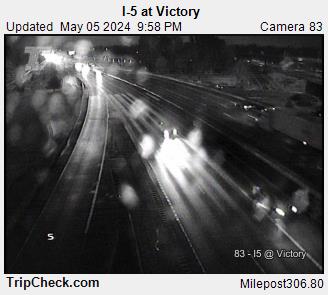 I-5 at Victory
Updated May 05 2024 9:58 PM Camera 83
S
83 - I5 @ Victory
TripCheck.com Milepost306.80